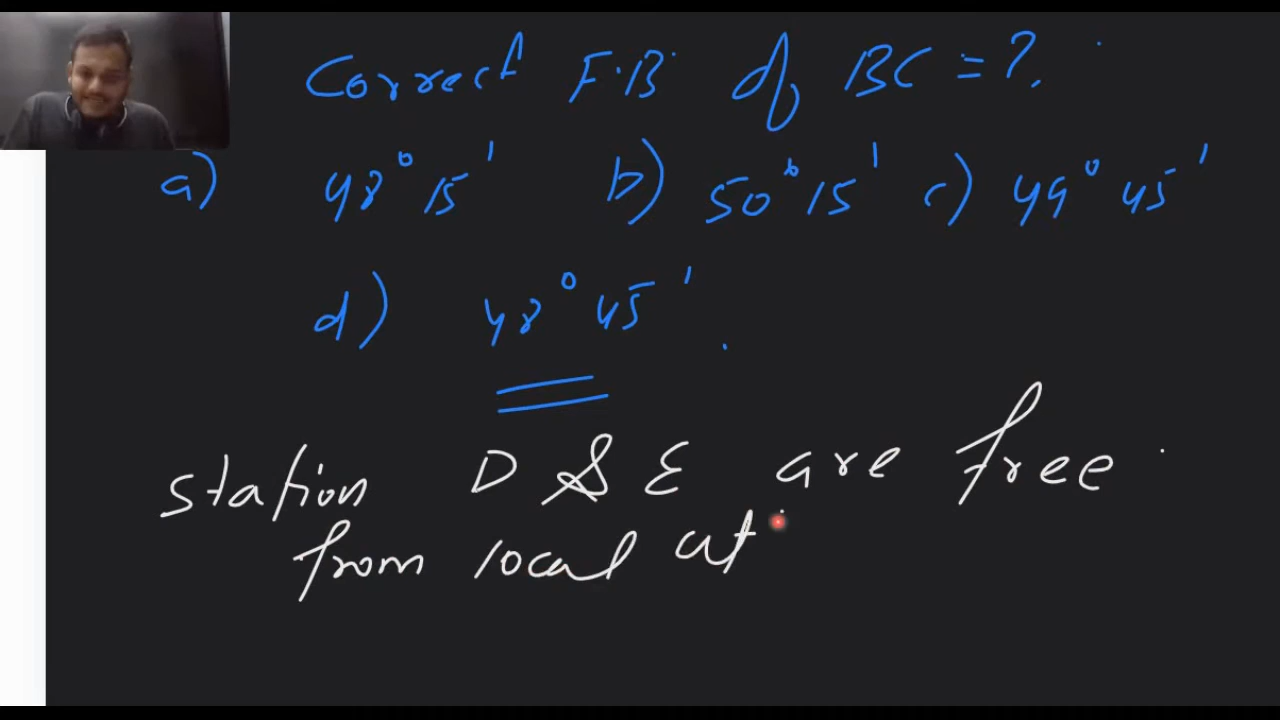 Correct F.B of BC = ?
a) 48° 15' b) 50° 15' c) 49° 45'
d) 48° 45'.
station D & E are free
from local at